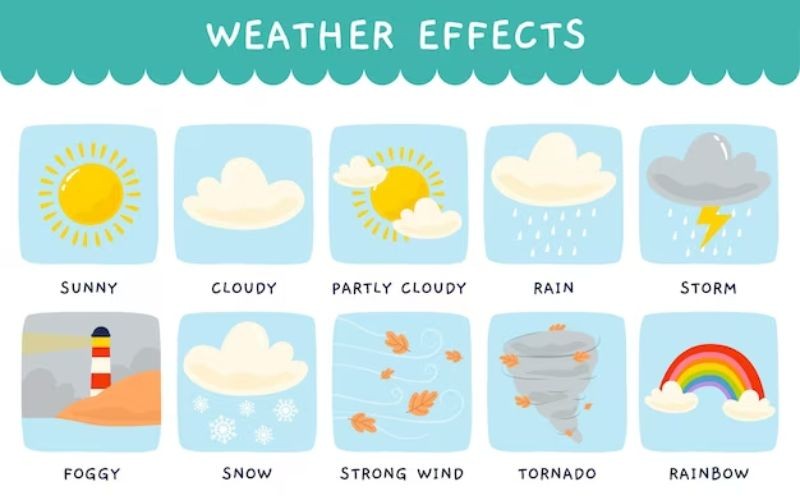 WEATHER EFFECTS
SUNNY
CLOUDY
PARTLY CLOUDY
RAIN
STORM
FOGGY
SNOW
STRONG WIND
TORNADO
RAINBOW